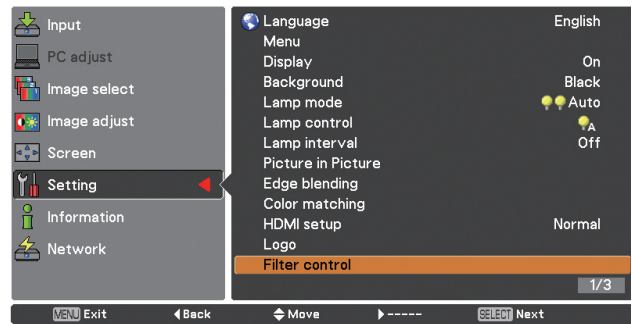 Input
PC adjust
Image select
Image adjust
Screen
Setting
Information
Network
Language English
Menu
Display On
Background Black
Lamp mode Auto
Lamp control A
Lamp interval Off
Picture in Picture
Edge blending
Color matching
HDMI setup Normal
Logo
Filter control
1/3
MENU Exit Back Move ----- SELECT Next